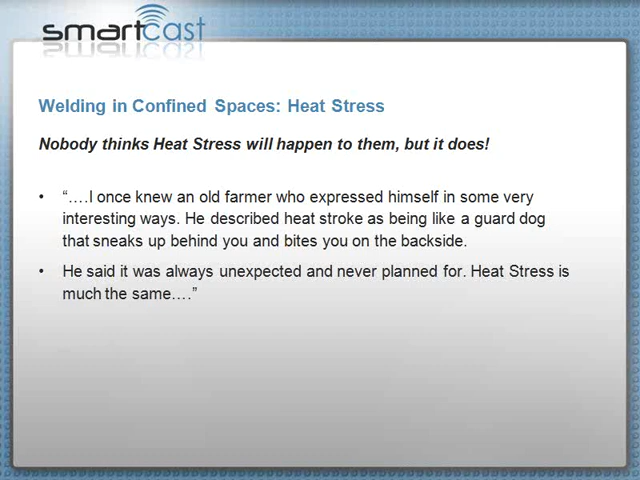 smartcast
Welding in Confined Spaces: Heat Stress
Nobody thinks Heat Stress will happen to them, but it does!
• “….I once knew an old farmer who expressed himself in some very
interesting ways. He described heat stroke as being like a guard dog
that sneaks up behind you and bites you on the backside.
• He said it was always unexpected and never planned for. Heat Stress is
much the same….”